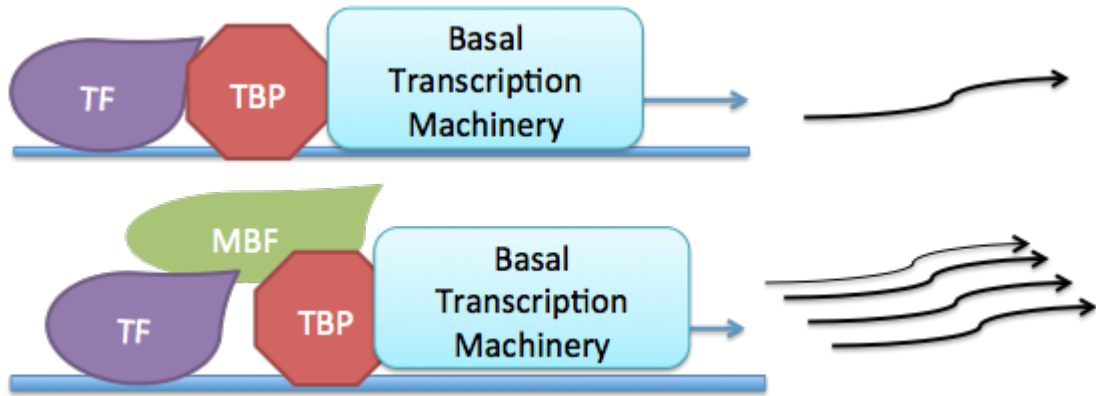 TF
TBP
Basal
Transcription
Machinery
MBF
TF
TBP
Basal
Transcription
Machinery